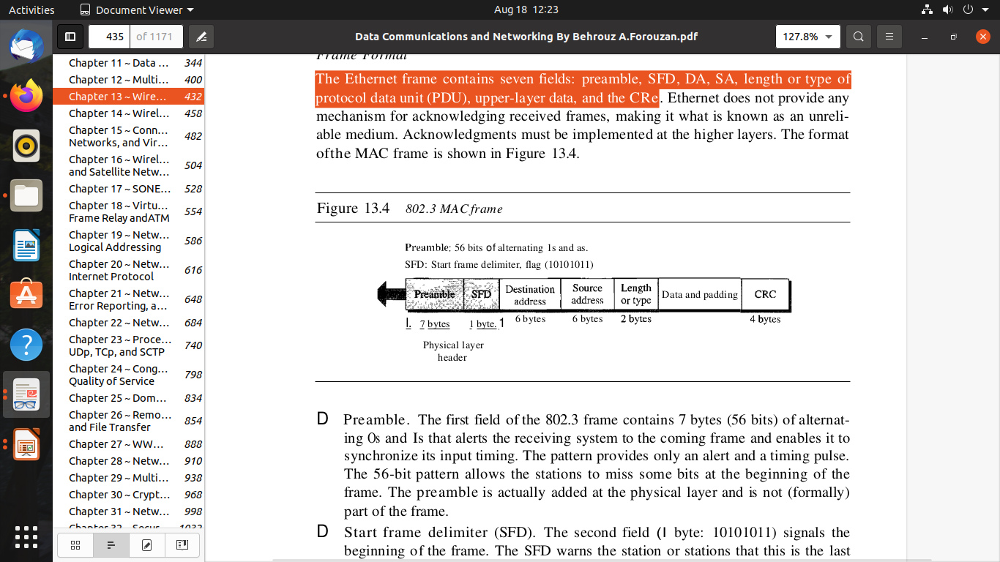 Activities
Document Viewer
Aug 18 12:23
435
of 1171
Data Communications and Networking By Behrouz A.Forouzan.pdf
127.8%
Chapter 11 ~ Data … 344
Chapter 12 ~ Multi… 400
Chapter 13 ~ Wire… 432
Chapter 14 ~ Wirel… 458
Chapter 15 ~ Conn…
Networks, and Vir… 482
Chapter 16 ~ Wirel…
and Satellite Netw… 504
Chapter 17 ~ SONE… 528
Chapter 18 ~ Virtu…
Frame Relay andATM 554
Chapter 19 ~ Netw…
Logical Addressing 586
Chapter 20 ~ Netw…
Internet Protocol 616
Chapter 21 ~ Netw…
Error Reporting, a… 648
Chapter 22 ~ Netw… 684
Chapter 23 ~ Proce…
UDp, TCp, and SCTP 740
Chapter 24 ~ Cong…
Quality of Service 798
Chapter 25 ~ Dom… 834
Chapter 26 ~ Remo…
and File Transfer 854
Chapter 27 ~ WW… 888
Chapter 28 ~ Netw… 910
Chapter 29 ~ Multi… 938
Chapter 30 ~ Crypt… 968
Chapter 31 ~ Netw… 998
Chapter 32 ~ Secur… 1032
Frame Format
The Ethernet frame contains seven fields: preamble, SFD, DA, SA, length or type of
protocol data unit (PDU), upper-layer data, and the CRe. Ethernet does not provide any
mechanism for acknowledging received frames, making it what is known as an unreli-
able medium. Acknowledgments must be implemented at the higher layers. The format
ofthe MAC frame is shown in Figure 13.4.
Figure 13.4 802.3 MAC frame
Preamble; 56 bits of alternating 1s and as.
SFD: Start frame delimiter, flag (10101011)
Preamble
SFD
Destination
address
Source
address
Length
or type
Data and padding
CRC
I. 7 bytes
1 byte. 1
6 bytes
6 bytes
2 bytes
4 bytes
Physical layer
header
D Preamble. The first field of the 802.3 frame contains 7 bytes (56 bits) of alternat-
ing 0s and Is that alerts the receiving system to the coming frame and enables it to
synchronize its input timing. The pattern provides only an alert and a timing pulse.
The 56-bit pattern allows the stations to miss some bits at the beginning of the
frame. The preamble is actually added at the physical layer and is not (formally)
part of the frame.
D Start frame delimiter (SFD). The second field (I byte: 10101011) signals the
beginning of the frame. The SFD warns the station or stations that this is the last